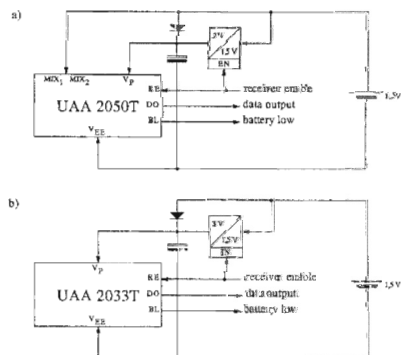 a)
MIX1 MIX2 VP
RE receiver enable
UAA 2050T
DO data output
BL battery low
VEE
1,5V
EN
1,5V
b)
3V
1,5V
VP
RE receiver enable
UAA 2033T
DO data output
BL battery low
VEE
1,5V